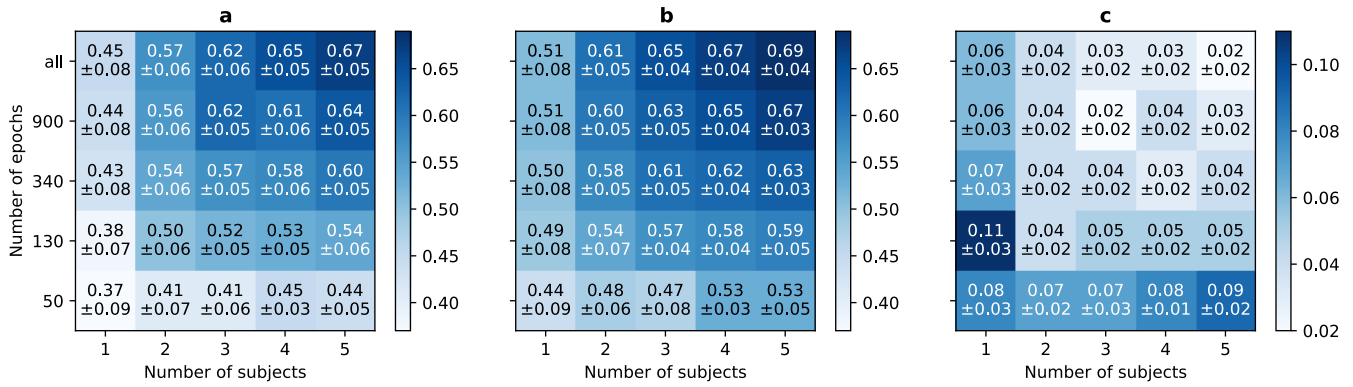 a
b
c
Number of epochs
all
900
340
130
50
0.45 0.57 0.62 0.65 0.67
±0.08 ±0.06 ±0.06 ±0.05 ±0.05
0.44 0.56 0.62 0.61 0.64
±0.08 ±0.06 ±0.05 ±0.06 ±0.05
0.43 0.54 0.57 0.58 0.60
±0.08 ±0.06 ±0.05 ±0.06 ±0.05
0.38 0.50 0.52 0.53 0.54
±0.07 ±0.06 ±0.05 ±0.05 ±0.06
0.37 0.41 0.41 0.45 0.44
±0.09 ±0.07 ±0.06 ±0.03 ±0.05
1 2 3 4 5
Number of subjects
0.65
0.60
0.55
0.50
0.45
0.40
0.51 0.61 0.65 0.67 0.69
±0.08 ±0.05 ±0.04 ±0.04 ±0.04
0.51 0.60 0.63 0.65 0.67
±0.08 ±0.05 ±0.05 ±0.04 ±0.03
0.50 0.58 0.61 0.62 0.63
±0.08 ±0.05 ±0.05 ±0.04 ±0.03
0.49 0.54 0.57 0.58 0.59
±0.08 ±0.07 ±0.04 ±0.04 ±0.05
0.44 0.48 0.47 0.53 0.53
±0.09 ±0.06 ±0.08 ±0.03 ±0.05
1 2 3 4 5
Number of subjects
0.65
0.60
0.55
0.50
0.45
0.40
0.06 0.04 0.03 0.03 0.02
±0.03 ±0.02 ±0.02 ±0.02 ±0.02
0.06 0.04 0.02 0.04 0.03
±0.03 ±0.02 ±0.02 ±0.02 ±0.02
0.07 0.04 0.04 0.03 0.04
±0.03 ±0.02 ±0.02 ±0.02 ±0.02
0.11 0.04 0.05 0.05 0.05
±0.03 ±0.02 ±0.02 ±0.02 ±0.02
0.08 0.07 0.07 0.08 0.09
±0.03 ±0.02 ±0.03 ±0.01 ±0.02
1 2 3 4 5
Number of subjects
0.10
0.08
0.06
0.04
0.02